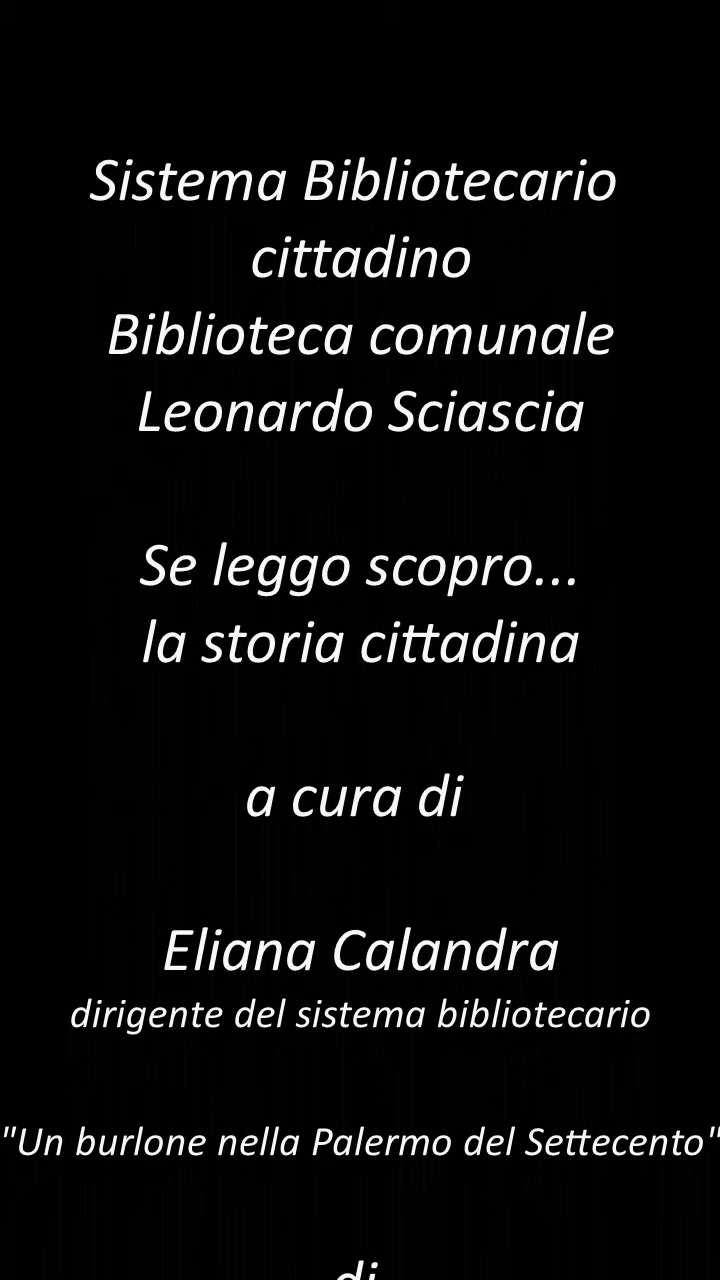 Sistema Bibliotecario
cittadino
Biblioteca comunale
Leonardo Sciascia
Se leggo scopro...
la storia cittadina
a cura di
Eliana Calandra
dirigente del sistema bibliotecario
"Un burlone nella Palermo del Settecento"
di